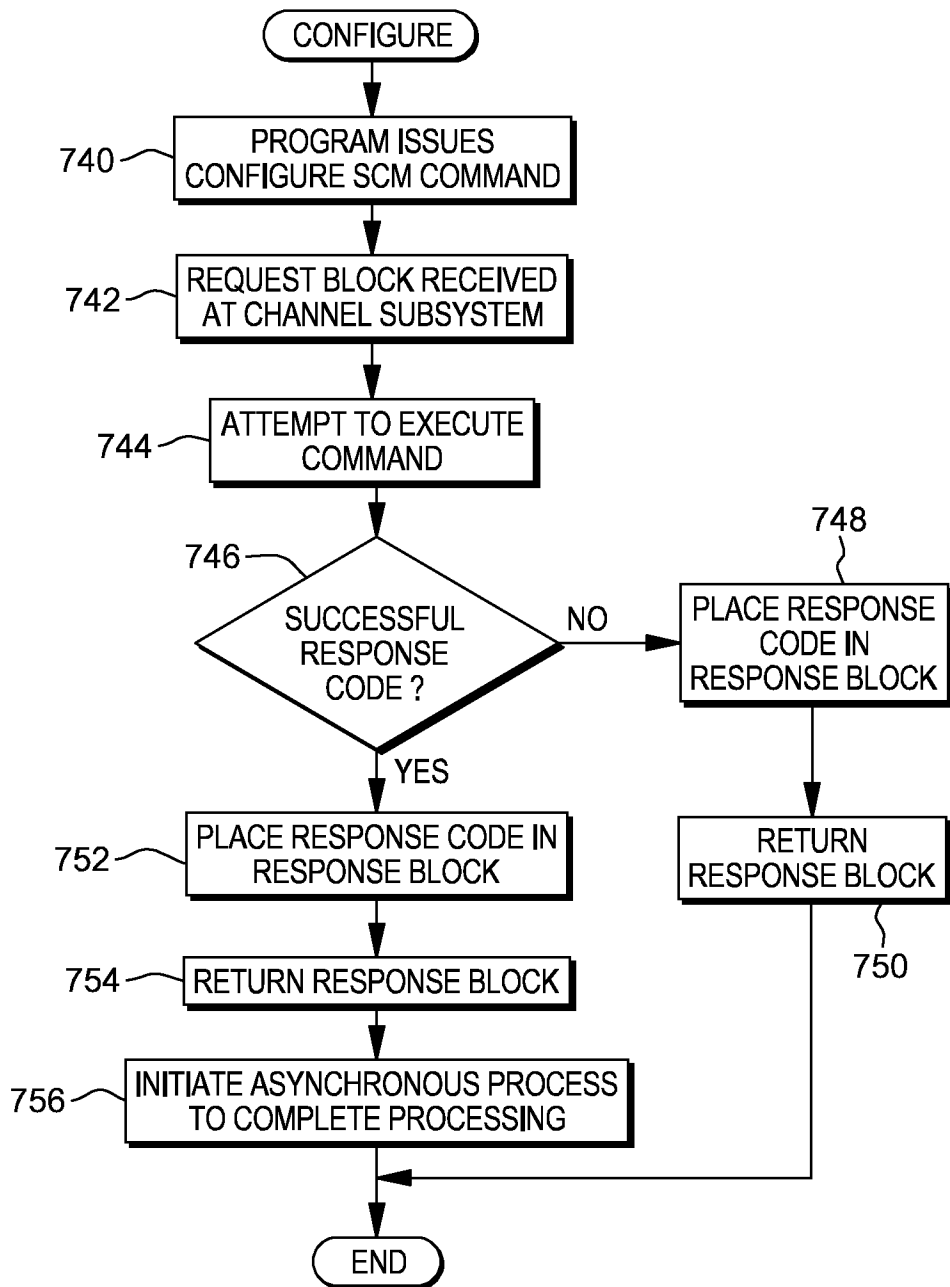 CONFIGURE
740
PROGRAM ISSUES
CONFIGURE SCM COMMAND
742
REQUEST BLOCK RECEIVED
AT CHANNEL SUBSYSTEM
744
ATTEMPT TO EXECUTE
COMMAND
746
SUCCESSFUL
RESPONSE
CODE ?
NO
748
PLACE RESPONSE
CODE IN
RESPONSE BLOCK
YES
752
PLACE RESPONSE CODE IN
RESPONSE BLOCK
RETURN
RESPONSE BLOCK
750
754
RETURN RESPONSE BLOCK
756
INITIATE ASYNCHRONOUS PROCESS
TO COMPLETE PROCESSING
END